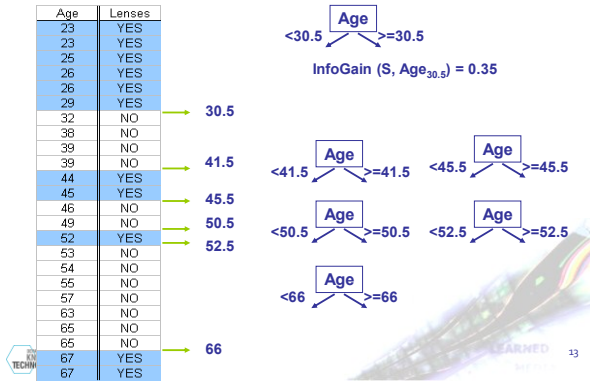 Age Lenses
23 YES
23 YES
25 YES
26 YES
26 YES
29 YES
32 NO
38 NO
39 NO
39 NO
44 YES
45 YES
46 NO
49 NO
52 YES
53 NO
54 NO
55 NO
57 NO
63 NO
65 NO
65 NO
67 YES
67 YES
30.5
41.5
45.5
50.5
52.5
66
Age
<30.5 >=30.5
InfoGain (S, Age30.5) = 0.35
Age
<41.5 >=41.5
Age
<45.5 >=45.5
Age
<50.5 >=50.5
Age
<52.5 >=52.5
Age
<66 >=66
LEARNED
13
KN
TECHN